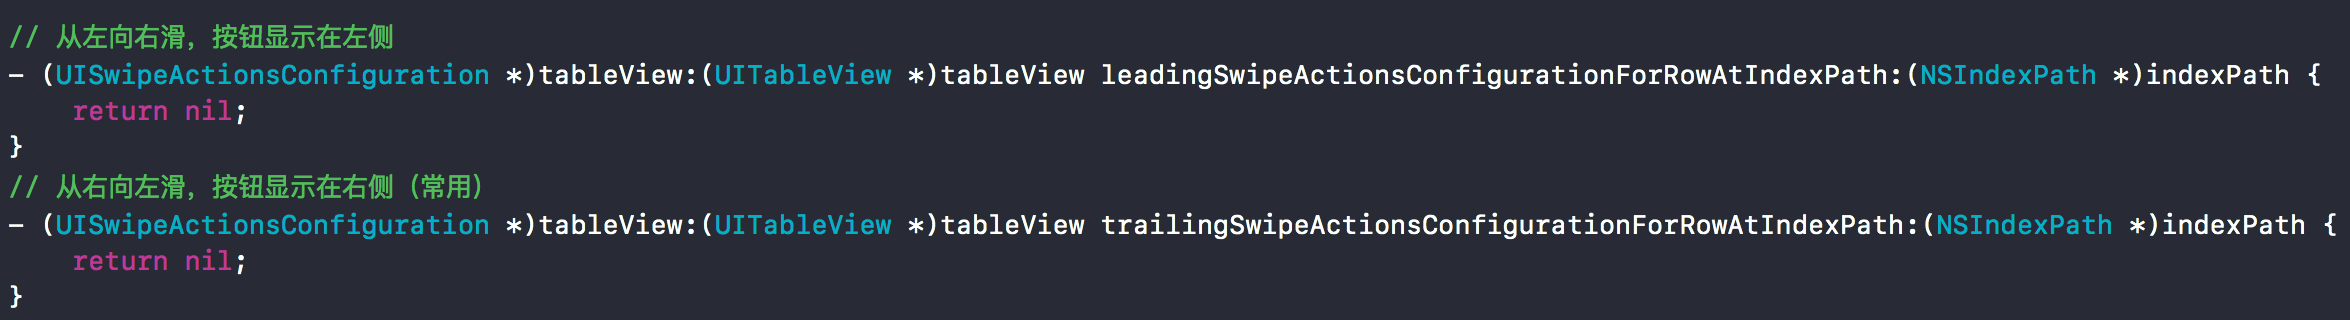 // 从左向右滑，按钮显示在左侧
- (UISwipeActionsConfiguration *)tableView:(UITableView *)tableView leadingSwipeActionsConfigurationForRowAtIndexPath:(NSIndexPath *)indexPath {
    return nil;
}
// 从右向左滑，按钮显示在右侧（常用）
- (UISwipeActionsConfiguration *)tableView:(UITableView *)tableView trailingSwipeActionsConfigurationForRowAtIndexPath:(NSIndexPath *)indexPath {
    return nil;
}